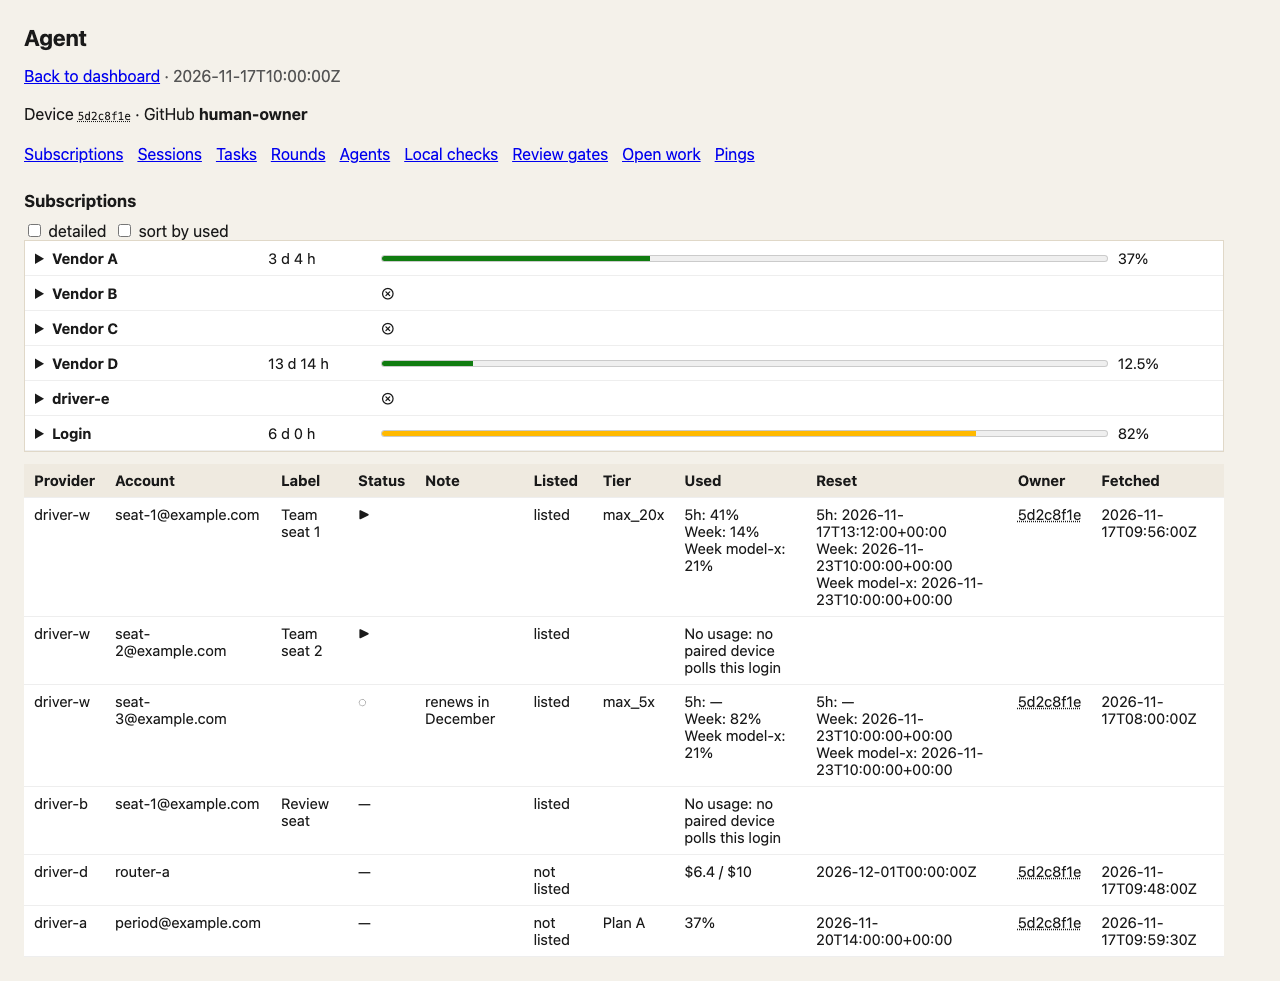 Agent
Back to dashboard · 2026-11-17T10:00:00Z
Device 5d2c8f1e · GitHub human-owner
Subscriptions Sessions Tasks Rounds Agents Local checks Review gates Open work Pings
Subscriptions
detailed sort by used
Vendor A 3 d 4 h 37%
Vendor B
Vendor C
Vendor D 13 d 14 h 12.5%
driver-e
Login 6 d 0 h 82%
Provider Account Label Status Note Listed Tier Used Reset Owner Fetched
driver-w seat-1@example.com Team listed max_20x 5h: 41% 5h: 2026-11- 5d2c8f1e 2026-11-
seat 1 Week: 14% 17T13:12:00+00:00 17T09:56:00Z
Week model-x: Week: 2026-11-
21% 23T10:00:00+00:00
Week model-x: 2026-11-
23T10:00:00+00:00
driver-w seat- Team listed No usage: no
2@example.com seat 2 paired device
polls this login
driver-w seat- renews in listed max_5x 5h: — 5h: — 5d2c8f1e 2026-11-
3@example.com December Week: 82% Week: 2026-11- 17T08:00:00Z
Week model-x: 23T10:00:00+00:00
21% Week model-x: 2026-11-
23T10:00:00+00:00
driver-b seat-1@example.com Review — listed No usage: no
seat paired device
polls this login
driver-d router-a — not $6.4 / $10 2026-12-01T00:00:00Z 5d2c8f1e 2026-11-
listed 17T09:48:00Z
driver-a period@example.com — not Plan A 37% 2026-11- 5d2c8f1e 2026-11-
listed 20T14:00:00+00:00 17T09:59:30Z